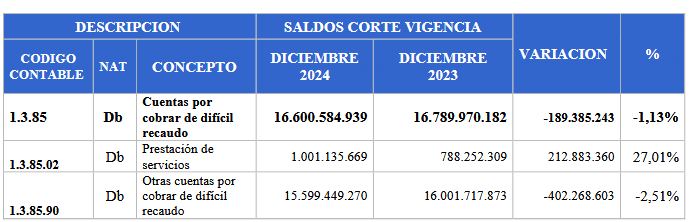 DESCRIPCION SALDOS CORTE VIGENCIA VARIACION %
CODIGO CONTABLE NAT CONCEPTO DICIEMBRE 2024 DICIEMBRE 2023
1.3.85 Db Cuentas por cobrar de difícil recaudo 16.600.584.939 16.789.970.182 -189.385.243 -1,13%
1.3.85.02 Db Prestación de servicios 1.001.135.669 788.252.309 212.883.360 27,01%
1.3.85.90 Db Otras cuentas por cobrar de difícil recaudo 15.599.449.270 16.001.717.873 -402.268.603 -2,51%